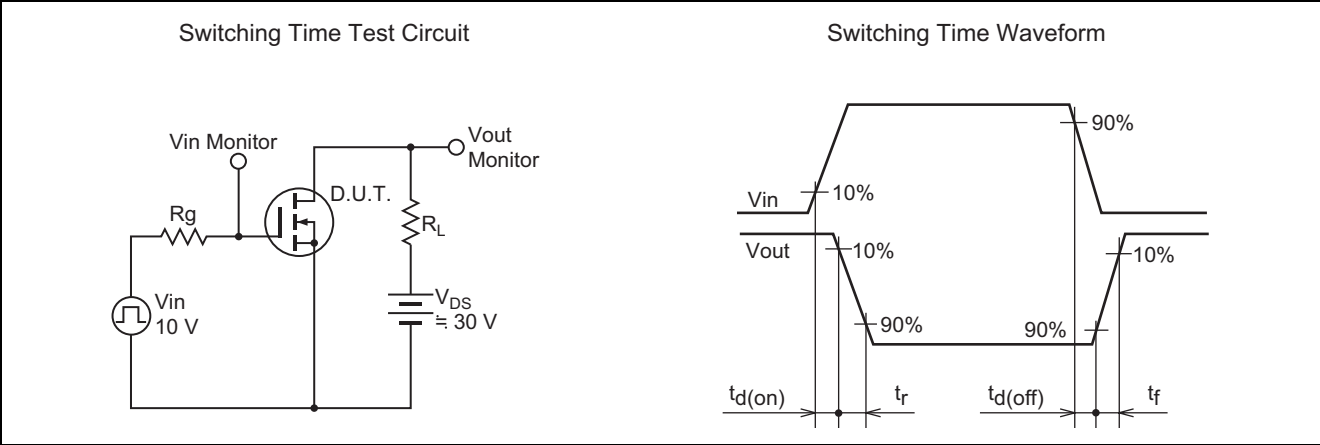 Switching Time Test Circuit
Vin Monitor
Vout
Monitor
D.U.T.
Rg
RL
Vin
10 V
VDS
≒ 30 V
Switching Time Waveform
90%
10%
Vin
Vout
10%
10%
90%
90%
td(on)
tr
td(off)
tf